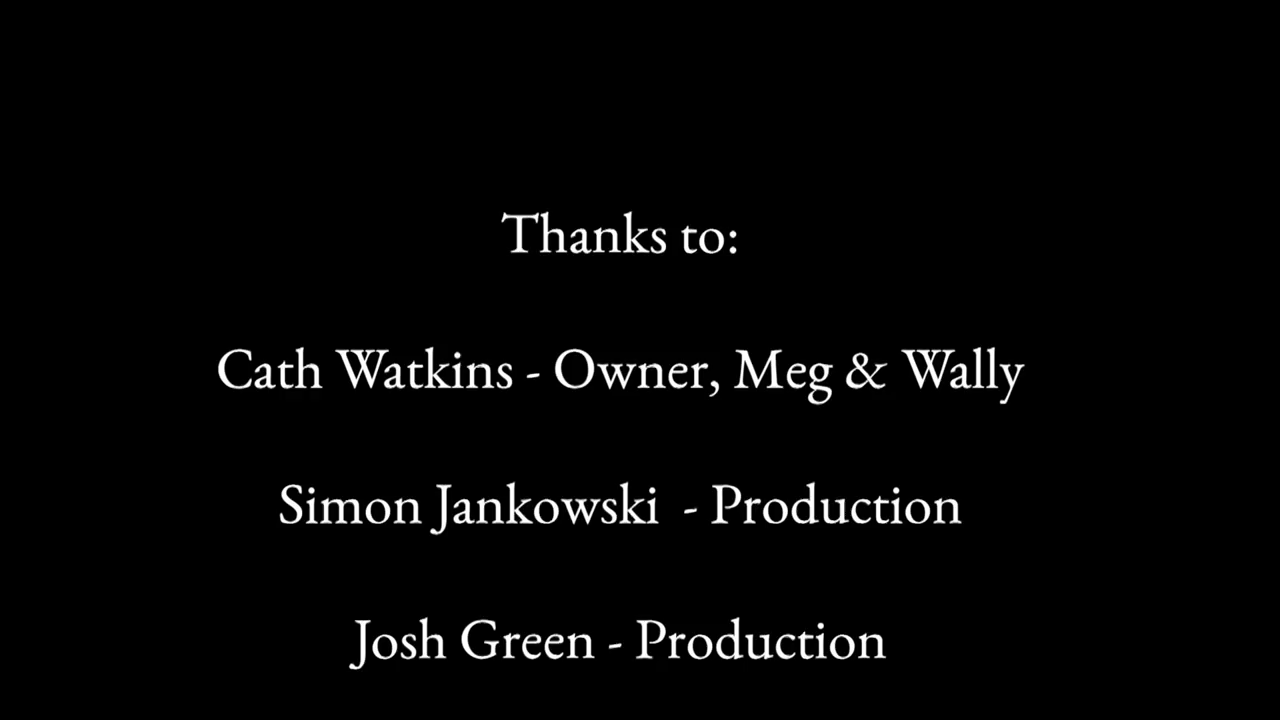 Thanks to:
Cath Watkins - Owner, Meg & Wally
Simon Jankowski  - Production
Josh Green - Production